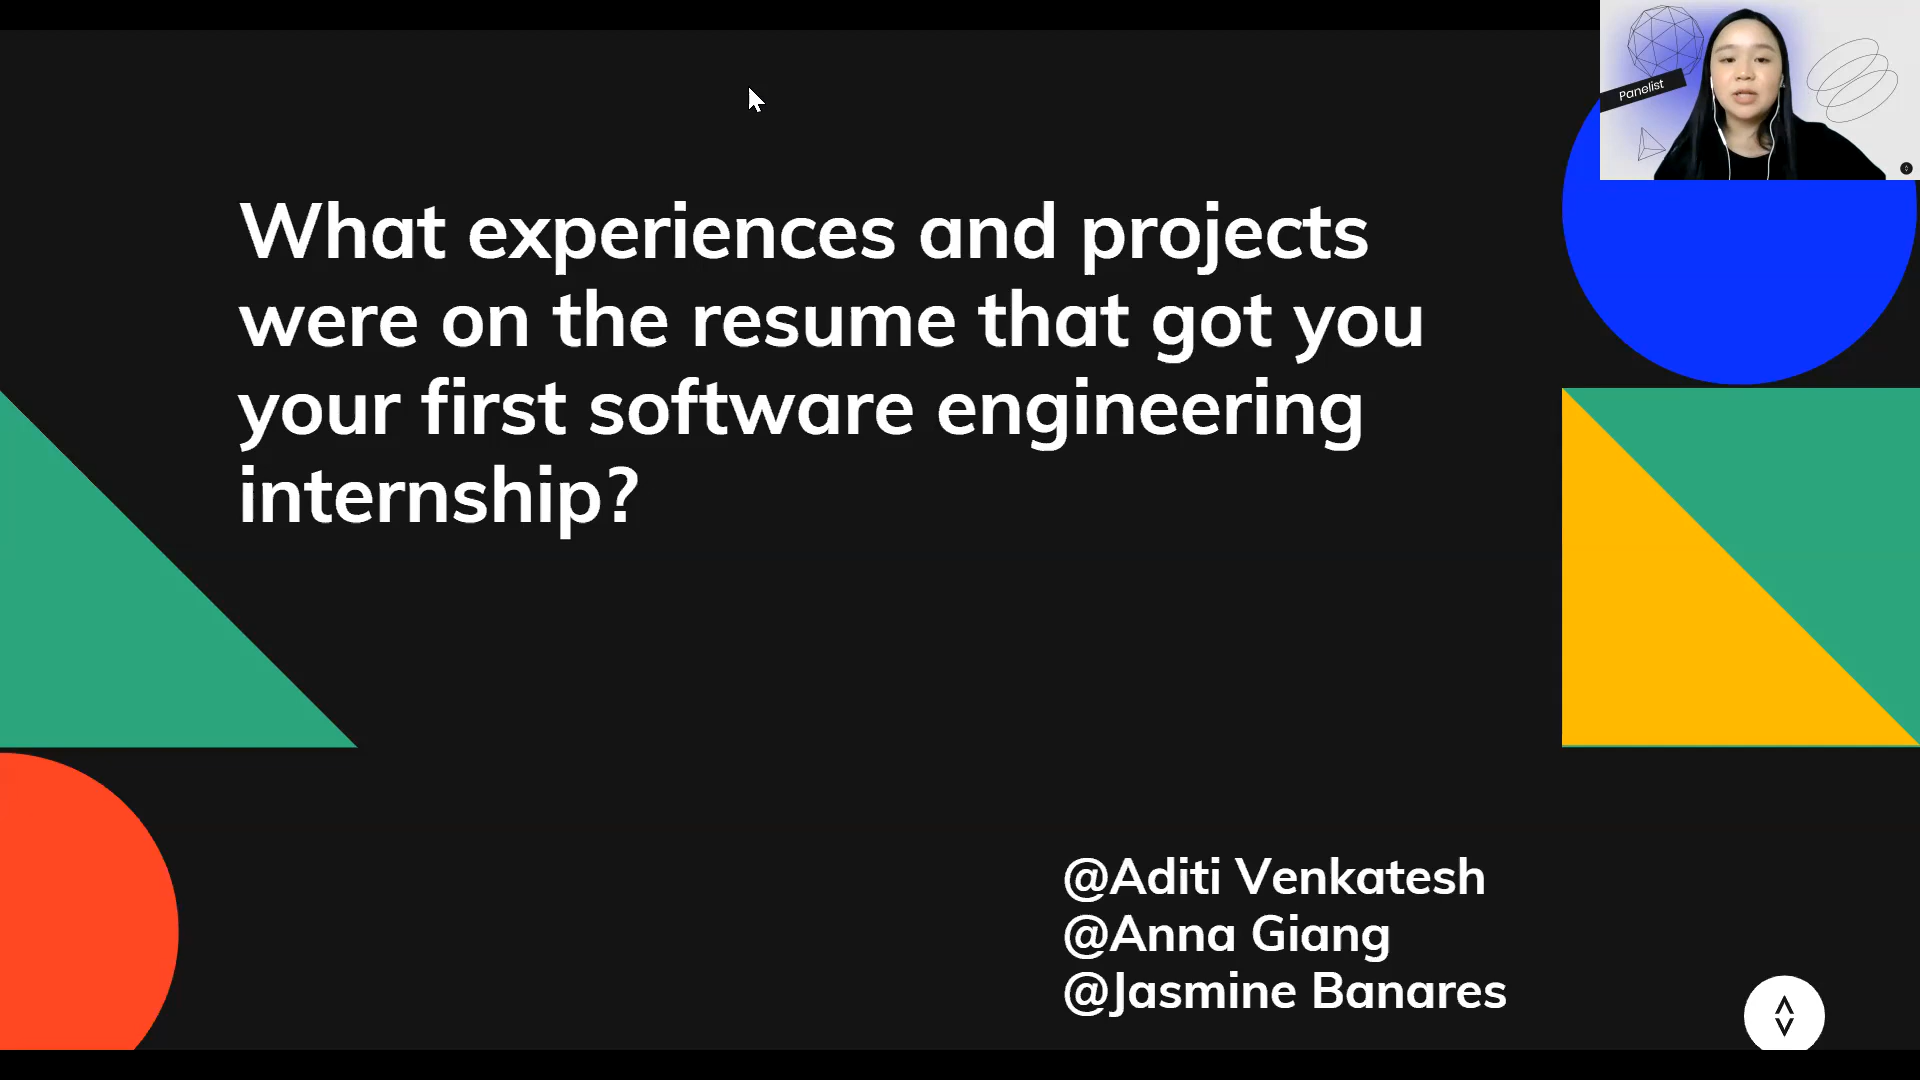 Panelist
What experiences and projects
were on the resume that got you
your first software engineering
internship?
@Aditi Venkatesh
@Anna Giang
@Jasmine Banares